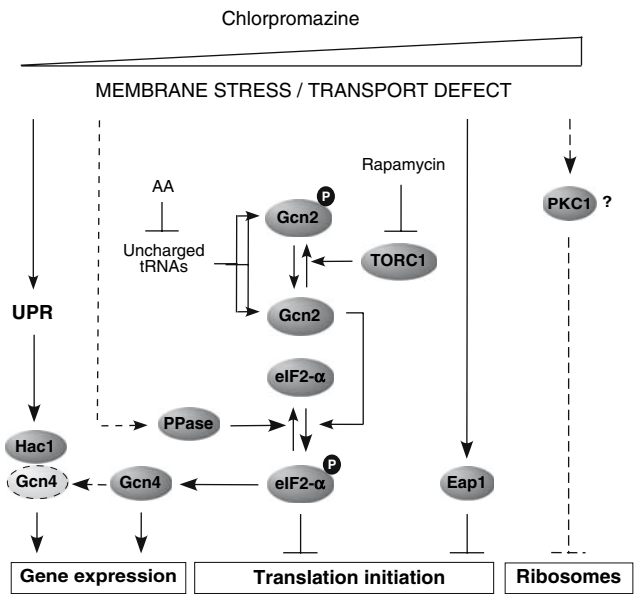 Chlorpromazine
MEMBRANE STRESS / TRANSPORT DEFECT
Rapamycin
AA
P
Gcn2
PKC1 ?
Uncharged
tRNAs
TORC1
UPR
Gcn2
eIF2-α
PPase
Hac1
P
Gcn4
Gcn4
eIF2-α
Eap1
Gene expression
Translation initiation
Ribosomes